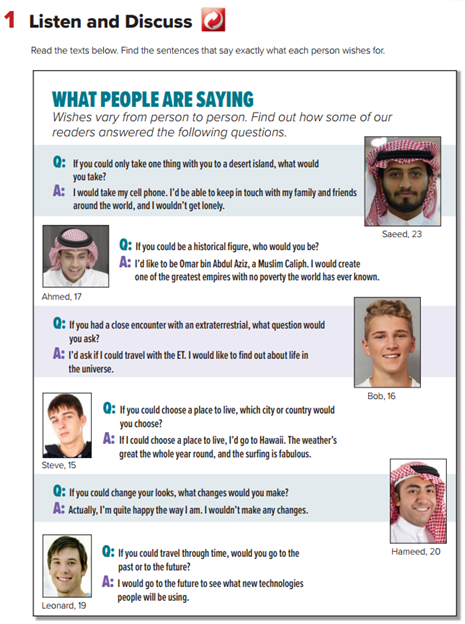 1 Listen and Discuss
Read the texts below. Find the sentences that say exactly what each person wishes for.
WHAT PEOPLE ARE SAYING
Wishes vary from person to person. Find out how some of our
readers answered the following questions.
Q: If you could only take one thing with you to a desert island, what would
you take?
A: I would take my cell phone. I'd be able to keep in touch with my family and friends
around the world, and I wouldn't get lonely.
Saeed, 23
Q: If you could be a historical figure, who would you be?
A: I'd like to be Omar bin Abdul Aziz, a Muslim Caliph. I would create
one of the greatest empires with no poverty the world has ever known.
Ahmed, 17
Q: If you had a close encounter with an extraterrestrial, what question would
you ask?
A: I'd ask if I could travel with the ET. I would like to find out about life in
the universe.
Bob, 16
Q: If you could choose a place to live, which city or country would
you choose?
A: If I could choose a place to live, I'd go to Hawaii. The weather's
great the whole year round, and the surfing is fabulous.
Steve, 15
Q: If you could change your looks, what changes would you make?
A: Actually, I'm quite happy the way I am. I wouldn't make any changes.
Hameed, 20
Q: If you could travel through time, would you go to the
past or to the future?
A: I would go to the future to see what new technologies
people will be using.
Leonard, 19